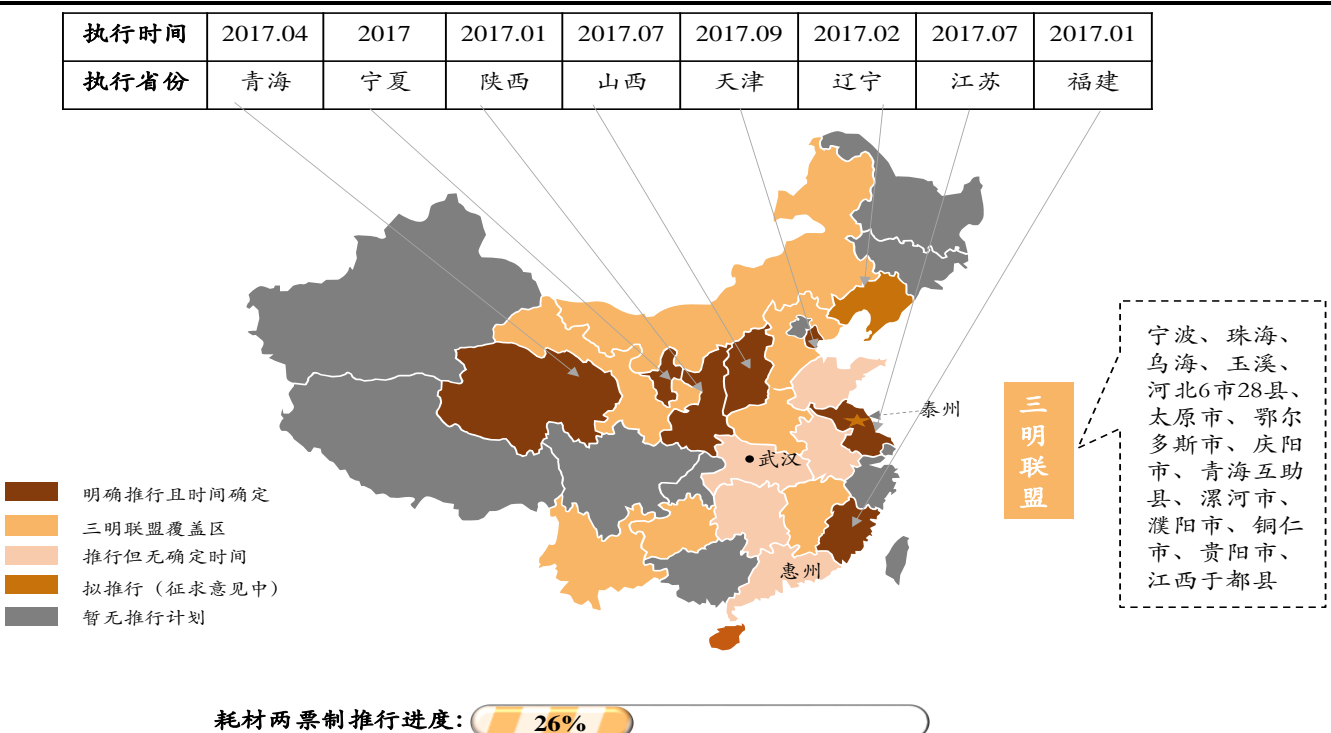 执行时间 2017.04 2017 2017.01 2017.07 2017.09 2017.02 2017.07 2017.01
执行省份 青海 宁夏 陕西 山西 天津 辽宁 江苏 福建
宁波、珠海、
乌海、玉溪、
河北6市28县、
太原市、鄂尔
多斯市、庆阳
市、青海互助
县、漯河市、
濮阳市、铜仁
市、贵阳市、
江西于都县
三
明
联
盟
泰州
武汉
惠州
明确推行且时间确定
三明联盟覆盖区
推行但无确定时间
拟推行（征求意见中）
暂无推行计划
耗材两票制推行进度: 26%